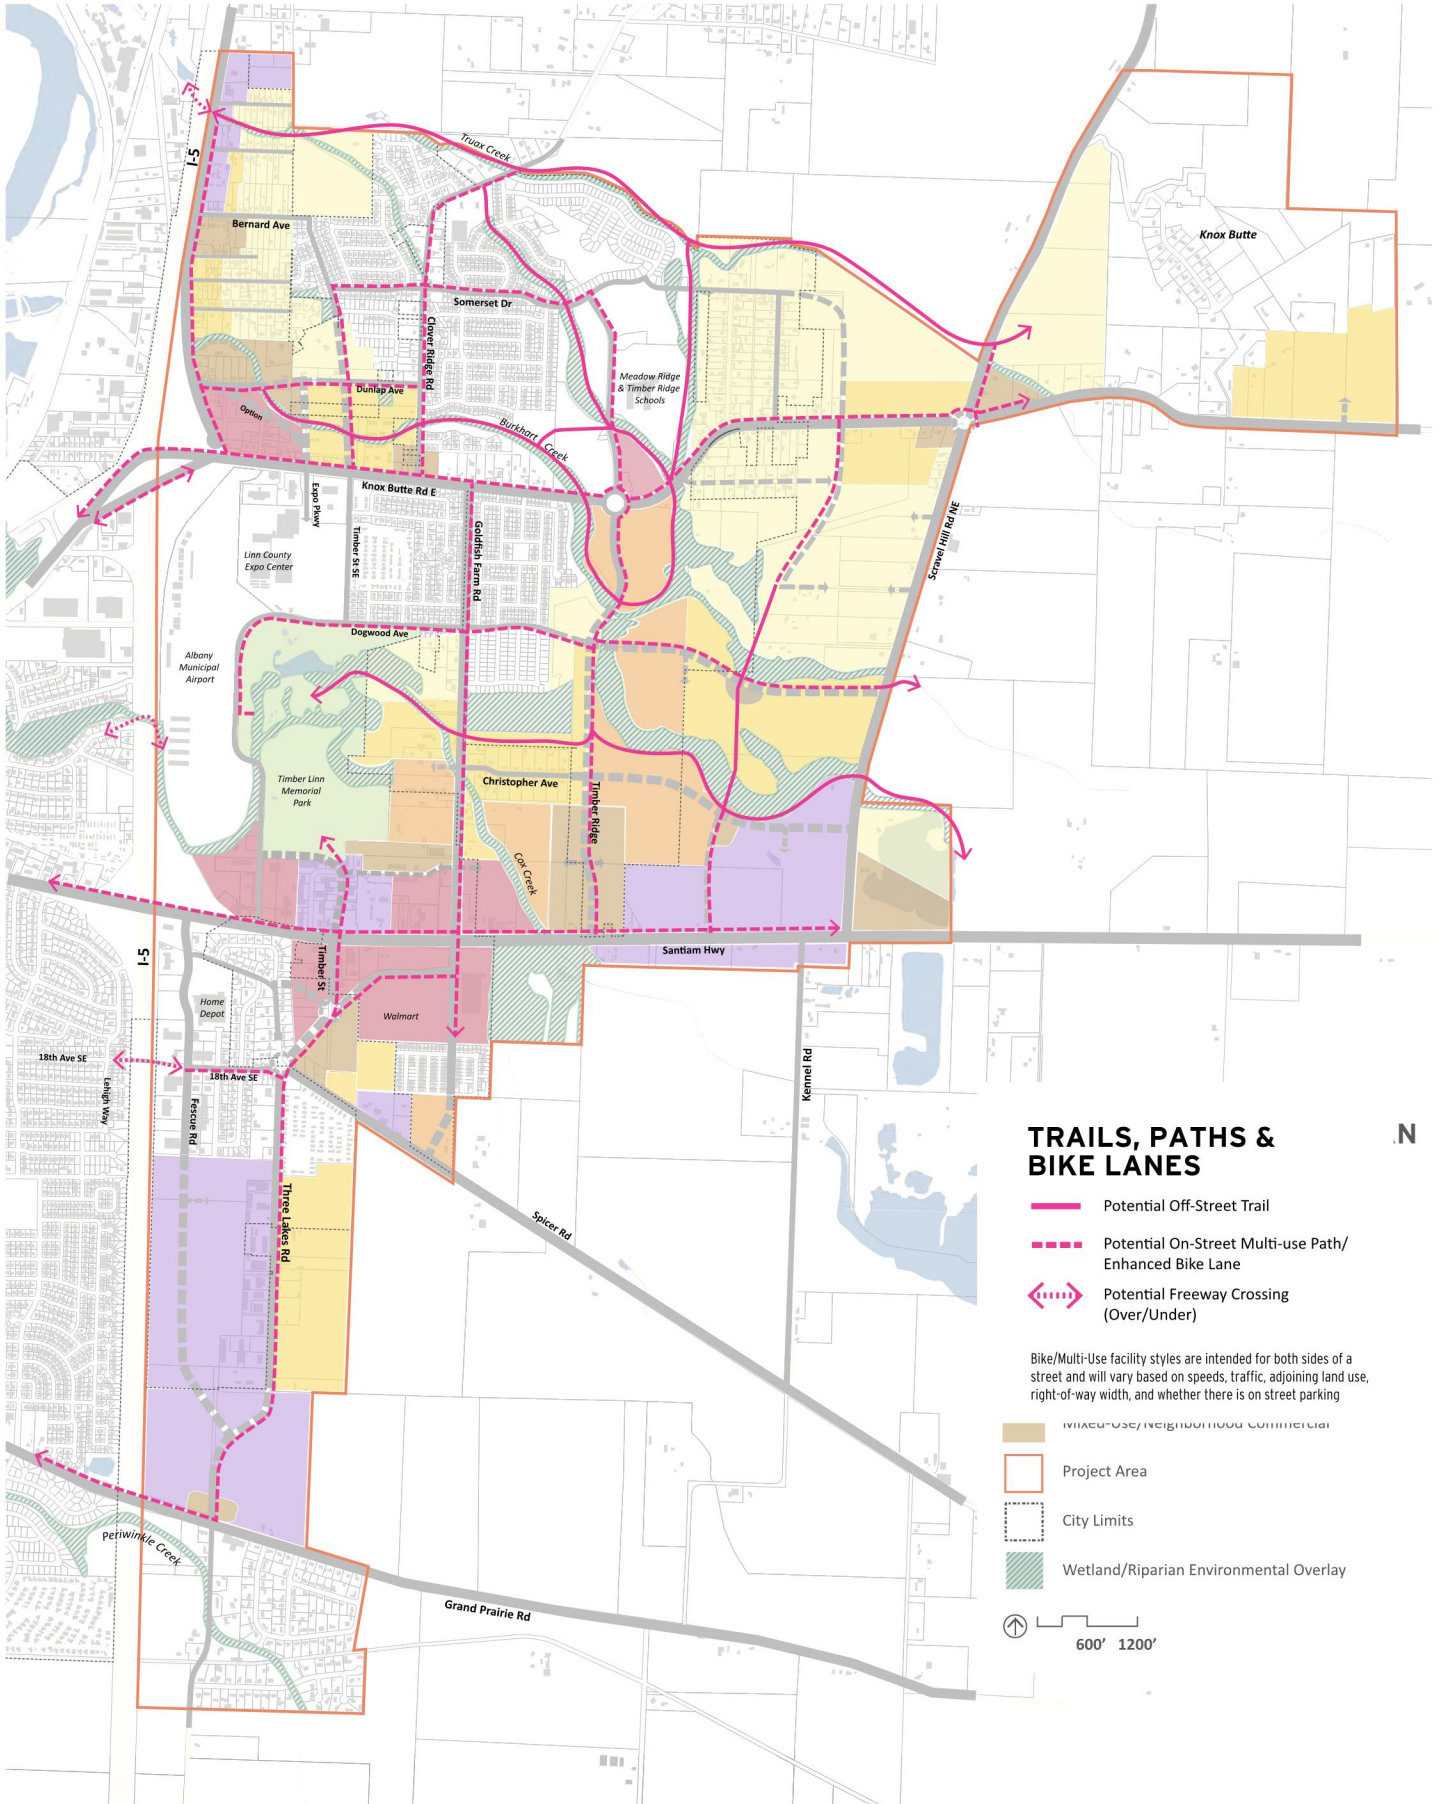 Truax Creek
I-5
Bernard Ave
Knox Butte
Somerset Dr
Clover Ridge Rd
Meadow Ridge
& Timber Ridge
Schools
Dunlap Ave
Option
Burkhart
Creek
Knox Butte Rd E
Expo Pkwy
Timber St SE
Goldfish Farm Rd
Scravel Hill Rd NE
Linn County
Expo Center
Dogwood Ave
Albany
Municipal
Airport
Timber Linn
Memorial
Park
Christopher Ave
Timber Ridge
Cox Creek
I-5
Santiam Hwy
Timber St
Home
Depot
Walmart
18th Ave SE
18th Ave SE
Lehigh Way
Fescue Rd
Kennel Rd
Three Lakes Rd
Spicer Rd
Periwinkle Creek
Grand Prairie Rd
TRAILS, PATHS &
BIKE LANES
N
Potential Off-Street Trail
Potential On-Street Multi-use Path/
Enhanced Bike Lane
Potential Freeway Crossing
(Over/Under)
Bike/Multi-Use facility styles are intended for both sides of a
street and will vary based on speeds, traffic, adjoining land use,
right-of-way width, and whether there is on street parking
Mixed-Use/Neighborhood Commercial
Project Area
City Limits
Wetland/Riparian Environmental Overlay
600' 1200'